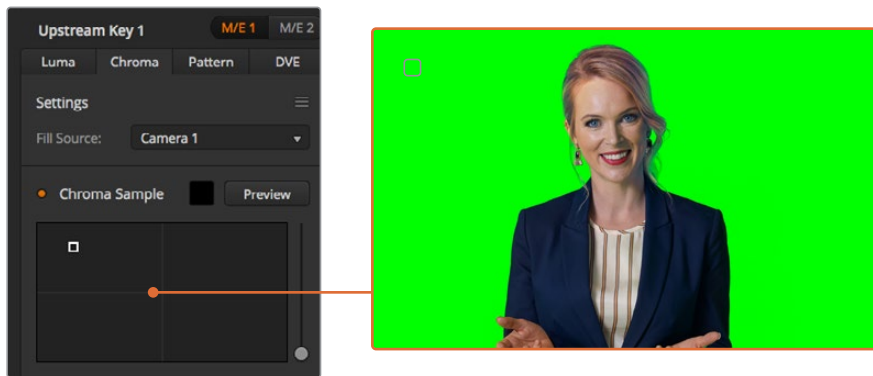 Upstream Key 1 M/E 1 M/E 2
Luma Chroma Pattern DVE
Settings
Fill Source: Camera 1
Chroma Sample Preview